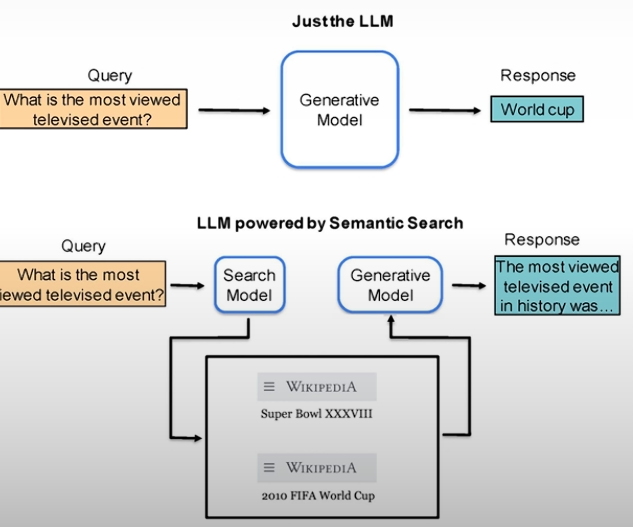 Just the LLM
Query
What is the most viewed
televised event?
Generative
Model
Response
World cup
LLM powered by Semantic Search
Query
What is the most
iewed televised event?
Search
Model
Generative
Model
Response
The most viewed
televised event
in history was...
WIKIPEDIA
Super Bowl XXXVIII
WIKIPEDIA
2010 FIFA World Cup